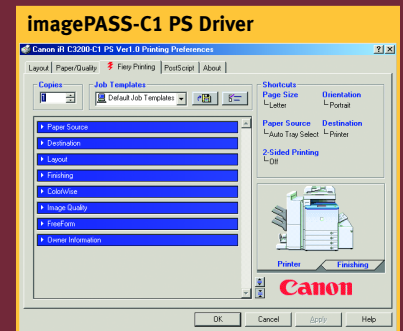 imagePASS-C1 PS Driver
Canon iR C3200-C1 PS Ver1.0 Printing Preferences
Layout Paper/Quality Fiery Printing PostScript About
Copies Job Templates Shortcuts
1 Default Job Templates
Page Size Orientation
Letter Portrait
Paper Source Destination
Auto Tray Select Printer
2-Sided Printing
Off
Paper Source
Destination
Layout
Finishing
ColorWise
Image Quality
FreeForm
Owner Information
Printer Finishing
Canon
OK Cancel Apply Help